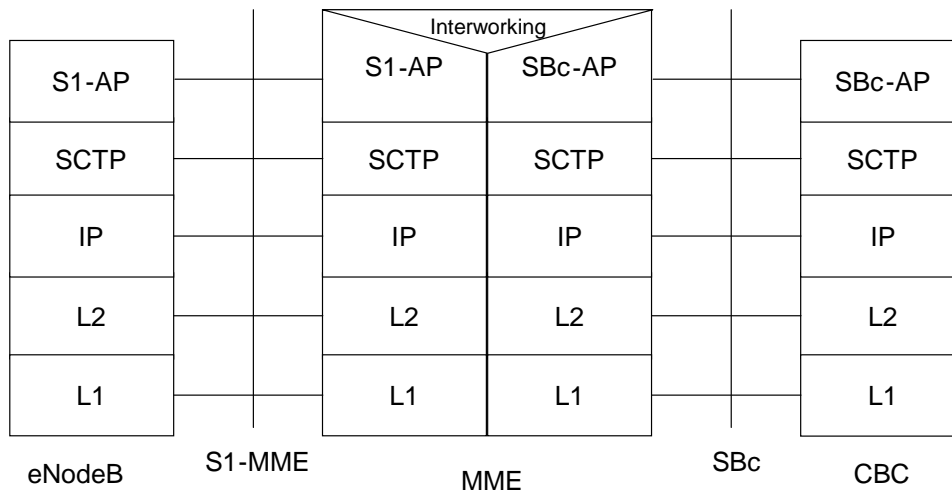 Interworking
S1-AP S1-AP SBc-AP SBc-AP
SCTP SCTP SCTP SCTP
IP IP IP IP
L2 L2 L2 L2
L1 L1 L1 L1
eNodeB S1-MME MME SBc CBC